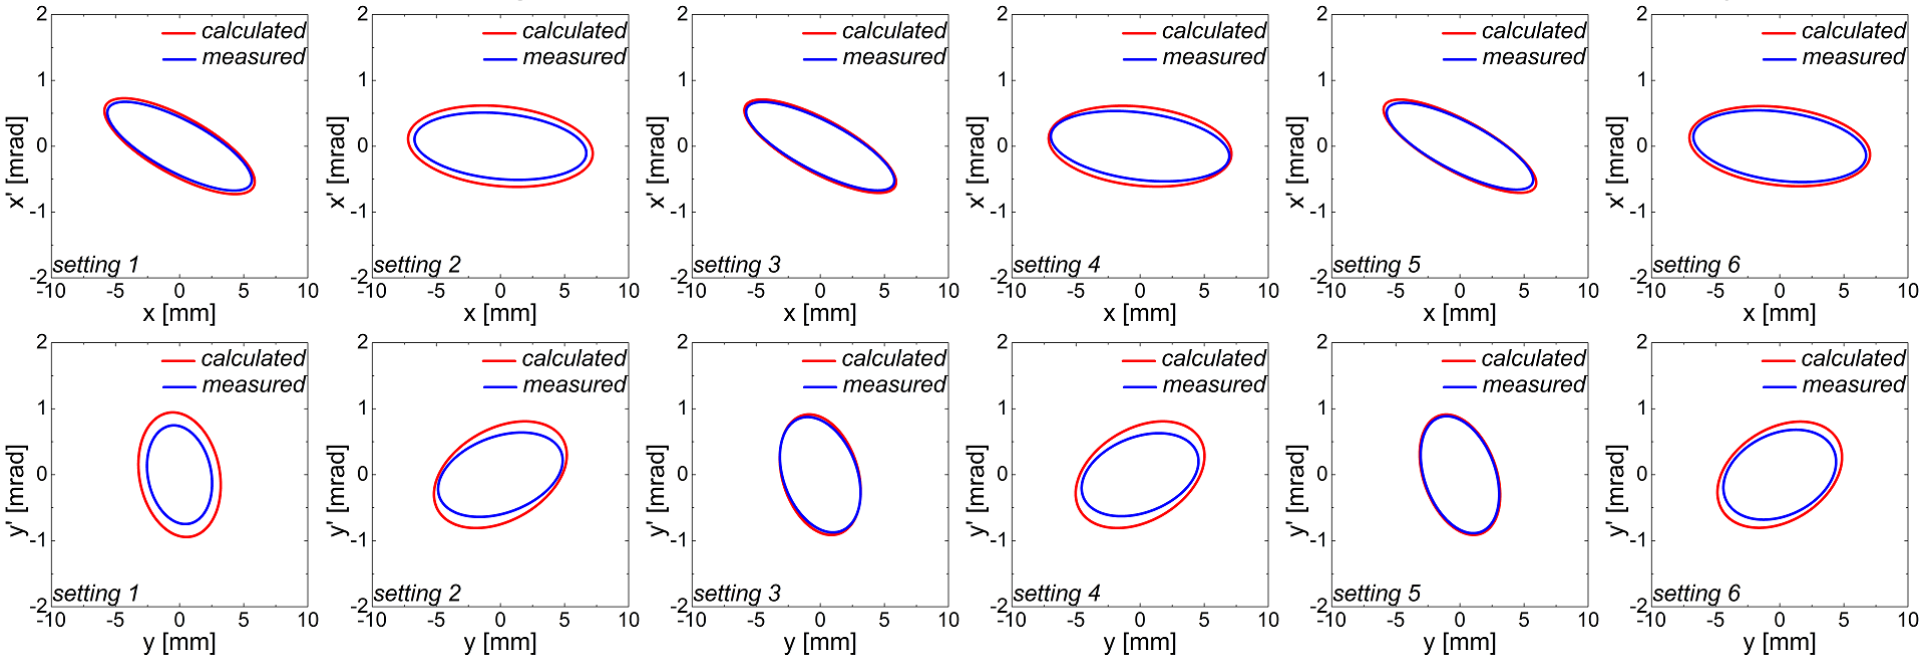 2
1
0
-1
-2
x' [mrad]
calculated
measured
setting 1
-10 -5 0 5 10
x [mm]
2
1
0
-1
-2
x' [mrad]
calculated
measured
setting 2
-10 -5 0 5 10
x [mm]
2
1
0
-1
-2
x' [mrad]
calculated
measured
setting 3
-10 -5 0 5 10
x [mm]
2
1
0
-1
-2
x' [mrad]
calculated
measured
setting 4
-10 -5 0 5 10
x [mm]
2
1
0
-1
-2
x' [mrad]
calculated
measured
setting 5
-10 -5 0 5 10
x [mm]
2
1
0
-1
-2
x' [mrad]
calculated
measured
setting 6
-10 -5 0 5 10
x [mm]
2
1
0
-1
-2
y' [mrad]
calculated
measured
setting 1
-10 -5 0 5 10
y [mm]
2
1
0
-1
-2
y' [mrad]
calculated
measured
setting 2
-10 -5 0 5 10
y [mm]
2
1
0
-1
-2
y' [mrad]
calculated
measured
setting 3
-10 -5 0 5 10
y [mm]
2
1
0
-1
-2
y' [mrad]
calculated
measured
setting 4
-10 -5 0 5 10
y [mm]
2
1
0
-1
-2
y' [mrad]
calculated
measured
setting 5
-10 -5 0 5 10
y [mm]
2
1
0
-1
-2
y' [mrad]
calculated
measured
setting 6
-10 -5 0 5 10
y [mm]